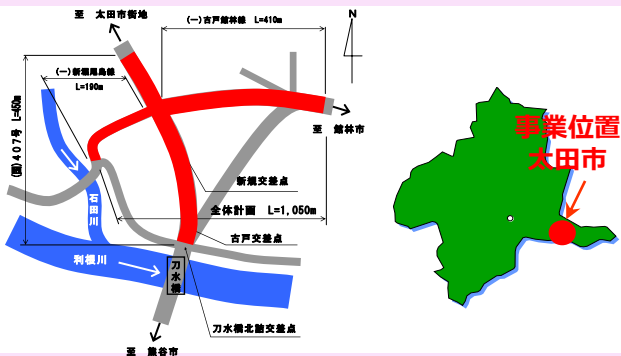 至 太田市街地
(一)古戸館林線 L=410m
N
(一)新堀尾島線
L=190m
(国)407号 L=450m
至 館林市
新規交差点
全体計画 L=1,050m
石田川
古戸交差点
利根川
刀水橋
刀水橋北詰交差点
至 熊谷市
事業位置
太田市